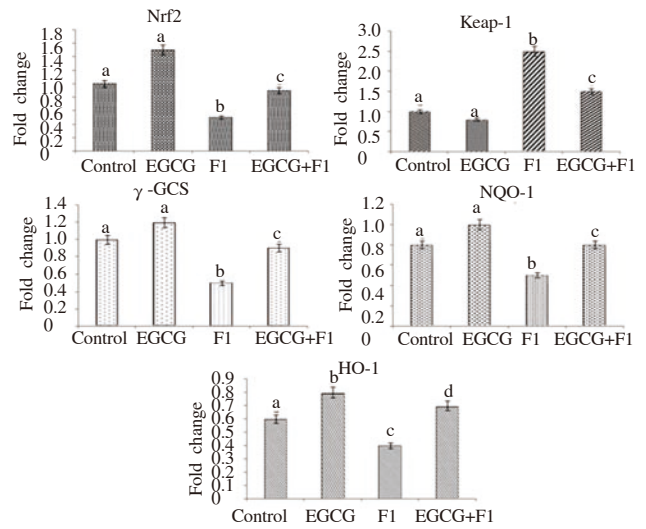 Nrf2
Fold change
1.8
1.6
1.4
1.2
1.0
0.8
0.6
0.4
0.2
0
a
a
b
c
Control EGCG F1 EGCG+F1
Keap-1
Fold change
3.0
2.5
2.0
1.5
1.0
0.5
0
a
a
b
c
Control EGCG F1 EGCG+F1
γ -GCS
Fold change
1.4
1.2
1.0
0.8
0.6
0.4
0.2
0
a
a
b
c
Control EGCG F1 EGCG+F1
NQO-1
Fold change
1.2
1.0
0.8
0.6
0.4
0.2
0
a
a
b
c
Control EGCG F1 EGCG+F1
HO-1
Fold change
0.9
0.8
0.7
0.6
0.5
0.4
0.3
0.2
0.1
0
a
b
c
d
Control EGCG F1 EGCG+F1